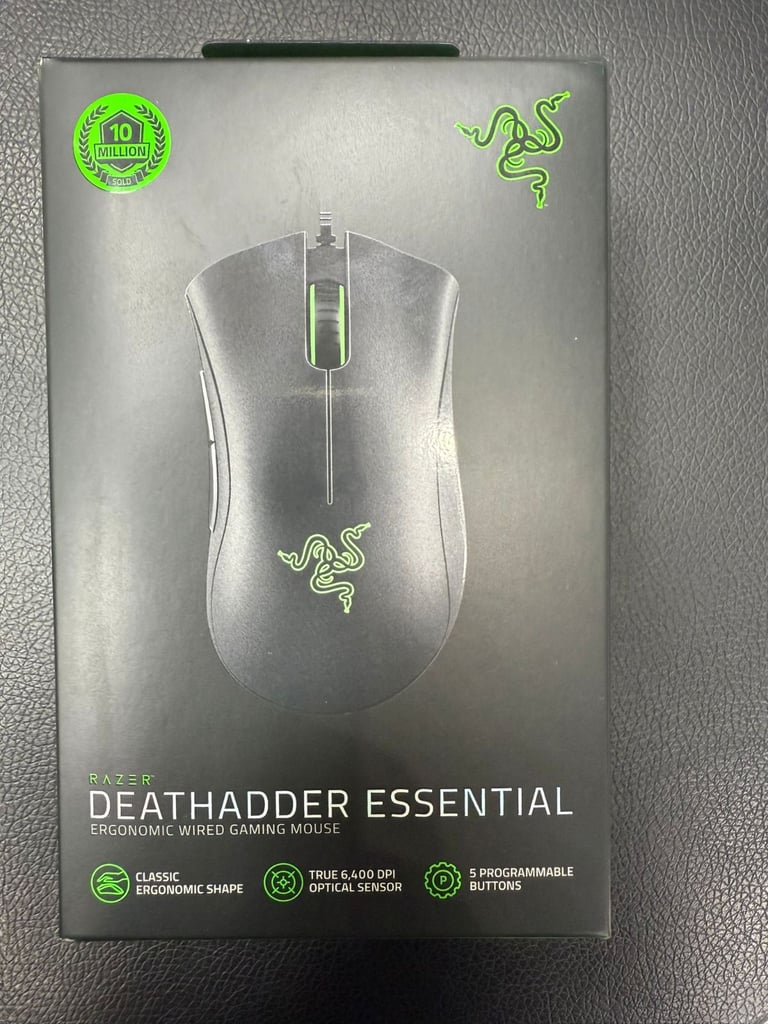 10
MILLION
SOLD
RAZER™
DEATHADDER ESSENTIAL
ERGONOMIC WIRED GAMING MOUSE
CLASSIC
ERGONOMIC SHAPE
TRUE 6,400 DPI
OPTICAL SENSOR
P
5 PROGRAMMABLE
BUTTONS